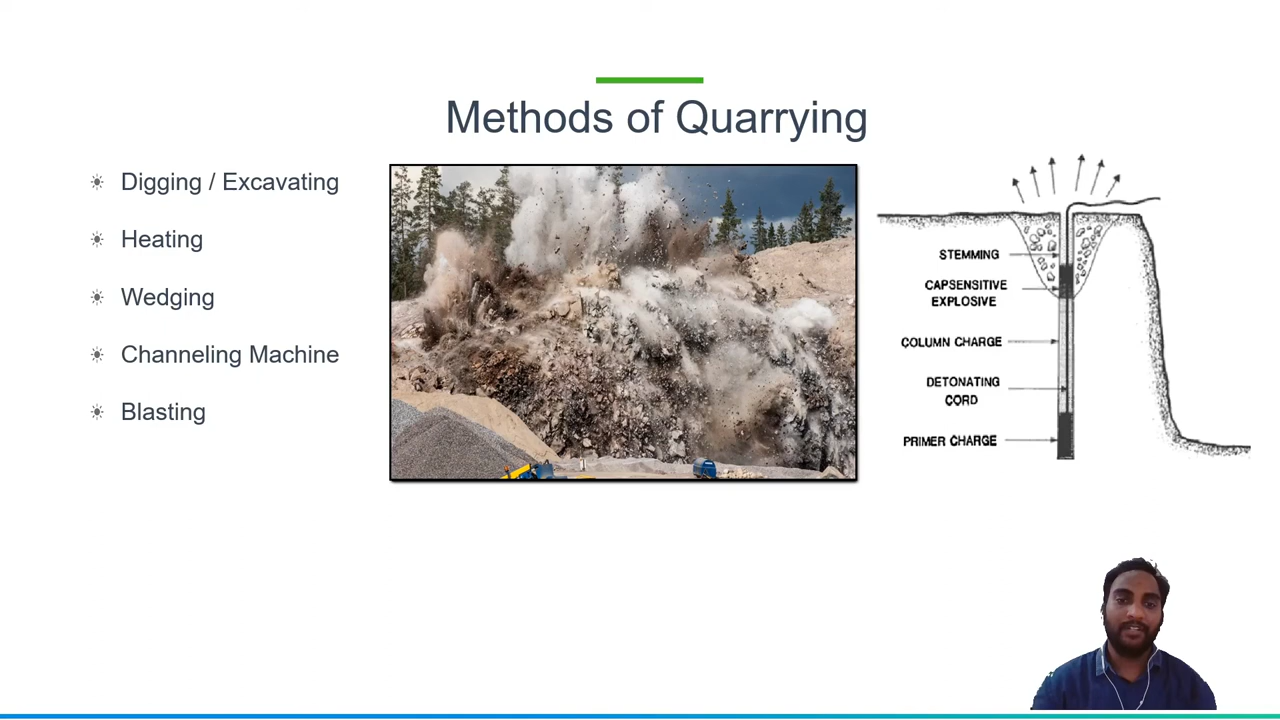 Methods of Quarrying
Digging / Excavating
Heating
Wedging
Channeling Machine
Blasting
STEMMING
CAPSENSITIVE
EXPLOSIVE
COLUMN CHARGE
DETONATING
CORD
PRIMER CHARGE